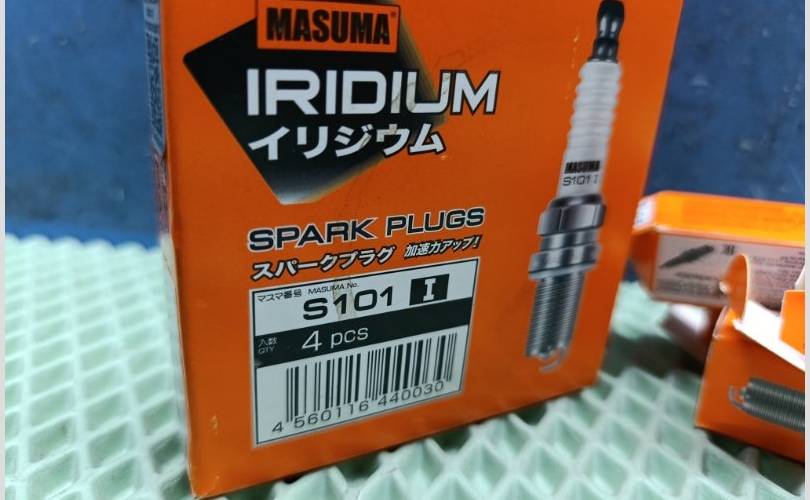 MASUMA
IRIDIUM
イリジウム
MASUMA
S101 I
SPARK PLUGS
スパークプラグ 加速力アップ!
マスマ番号 MASUMA No.
S101 I
入数
QTY 4 pcs
4 560116 440030